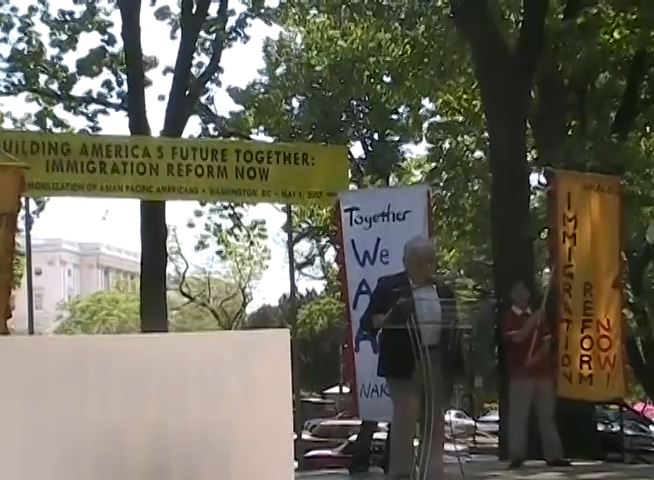 UILDING AMERICA'S FUTURE TOGETHER:
IMMIGRATION REFORM NOW
MOBILIZATION OF ASIAN PACIFIC AMERICANS • WASHINGTON, DC • MAY 1, 2007
Together
We
A
A
NAK
IMMIGRATION
REFORM
NOW!